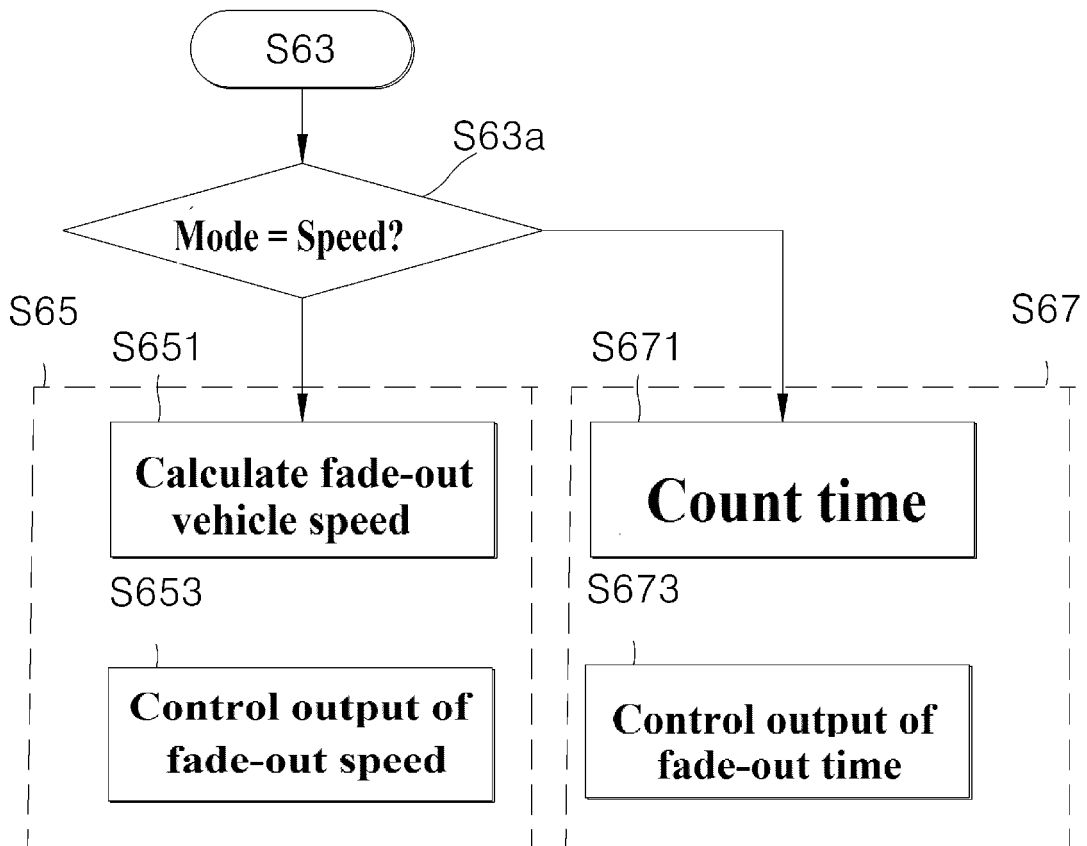 S63
S63a
Mode = Speed?
S65
S67
S651
S671
Calculate fade-out
vehicle speed
Count time
S653
S673
Control output of
fade-out speed
Control output of
fade-out time